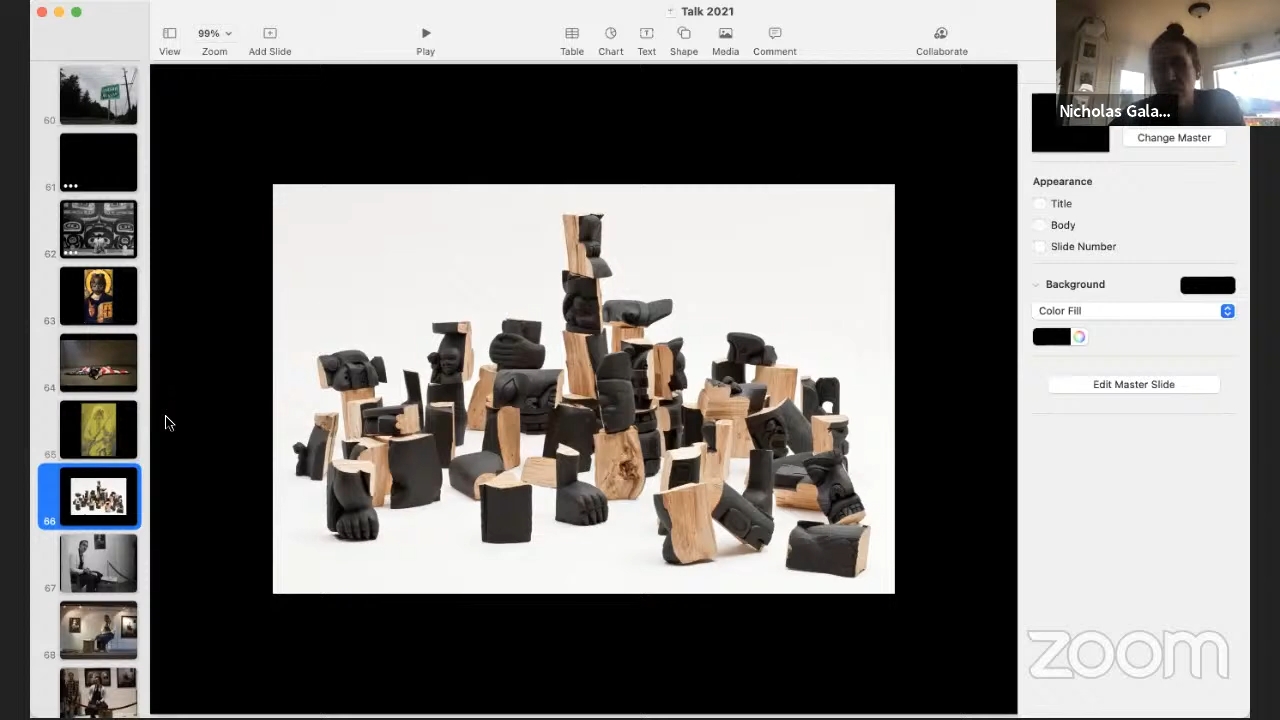 Talk 2021
99%
View
Zoom
Add Slide
Play
Table
Chart
Text
Shape
Media
Comment
Collaborate
Nicholas Gala...
Change Master
Appearance
Title
Body
Slide Number
Background
Color Fill
Edit Master Slide
60
61
62
63
64
65
66
67
68
zoom